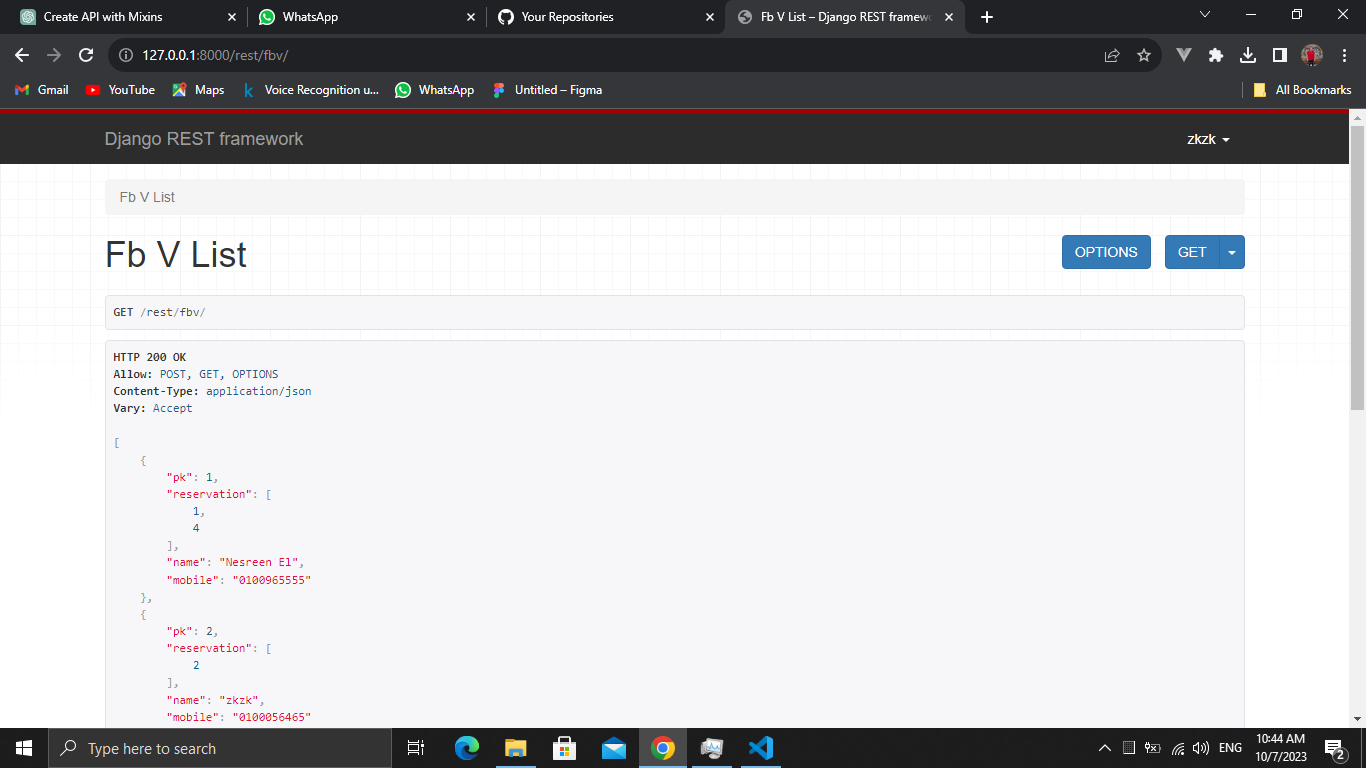 Create API with Mixins
WhatsApp
Your Repositories
Fb V List – Django REST framew
127.0.0.1:8000/rest/fbv/
Gmail
YouTube
Maps
Voice Recognition u...
WhatsApp
Untitled – Figma
All Bookmarks
Django REST framework
zkzk
Fb V List
Fb V List
OPTIONS
GET
GET /rest/fbv/
HTTP 200 OK
Allow: POST, GET, OPTIONS
Content-Type: application/json
Vary: Accept
[
{
"pk": 1,
"reservation": [
1,
4
],
"name": "Nesreen El",
"mobile": "0100965555"
},
{
"pk": 2,
"reservation": [
2
],
"name": "zkzk",
"mobile": "0100056465"
Type here to search
ENG
10:44 AM
10/7/2023
2